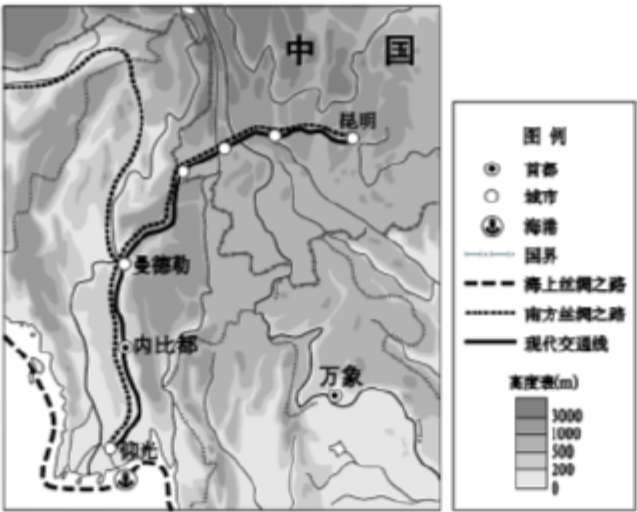 中 国
昆明
曼德勒
内比都
万象
仰光
图 例
首都
城市
海港
国界
海上丝绸之路
南方丝绸之路
现代交通线
高度表(m)
3000
1000
500
200
0